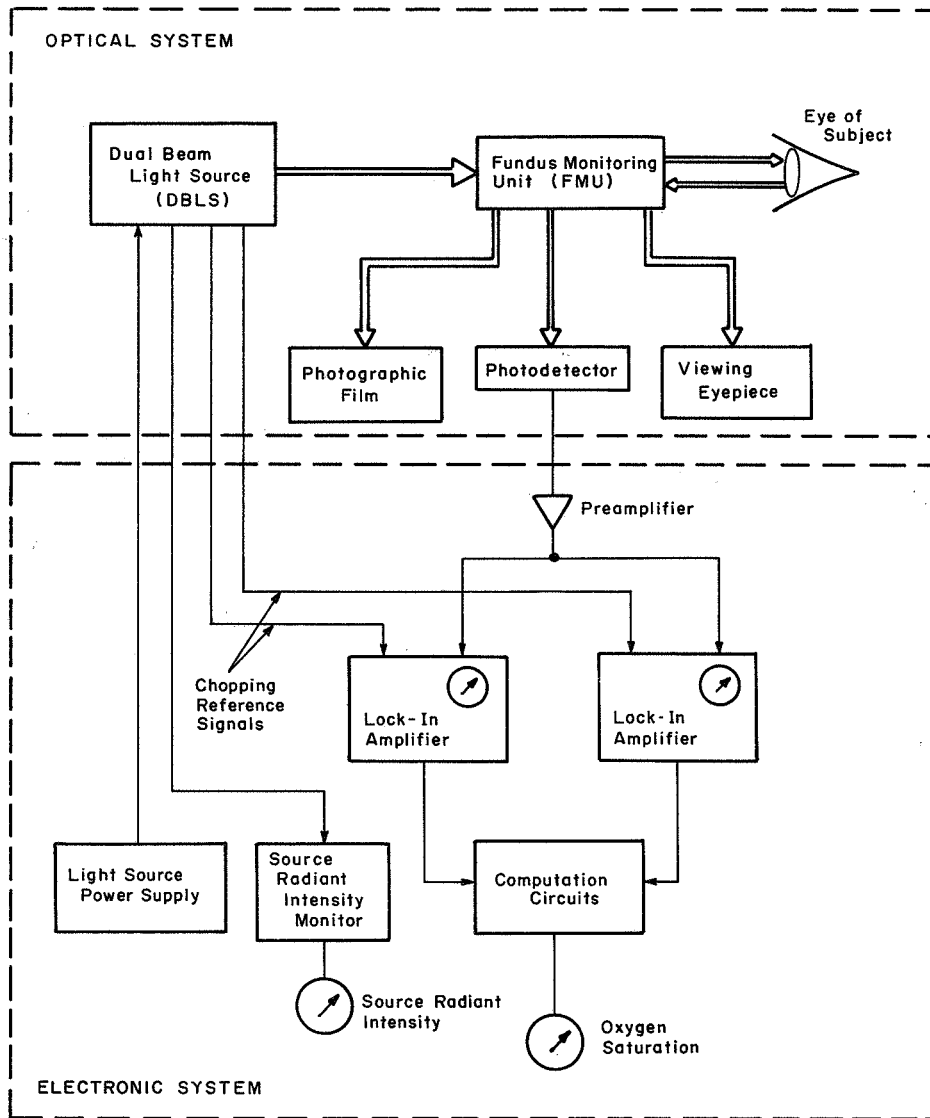 OPTICAL SYSTEM
Eye of
Subject
Dual Beam
Light Source
(DBLS)
Fundus Monitoring
Unit (FMU)
Photographic
Film
Photodetector
Viewing
Eyepiece
Preamplifier
Chopping
Reference
Signals
Lock-In
Amplifier
Lock-In
Amplifier
Light Source
Power Supply
Source
Radiant
Intensity
Monitor
Computation
Circuits
Source Radiant
Intensity
Oxygen
Saturation
ELECTRONIC SYSTEM